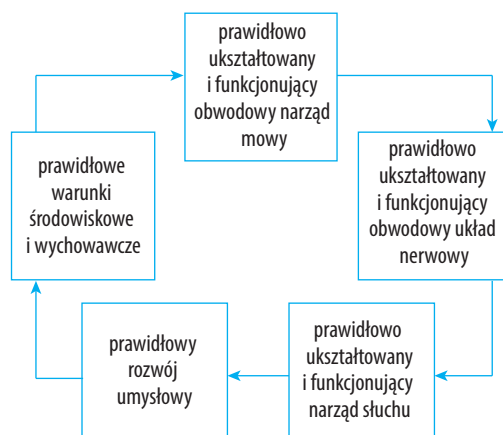 prawidłowo
ukształtowany
i funkcjonujący
obwodowy narząd
mowy
prawidłowo
ukształtowany
i funkcjonujący
obwodowy układ
nerwowy
prawidłowo
ukształtowany
i funkcjonujący
narząd słuchu
prawidłowy
rozwój
umysłowy
prawidłowe
warunki
środowiskowe
i wychowawcze